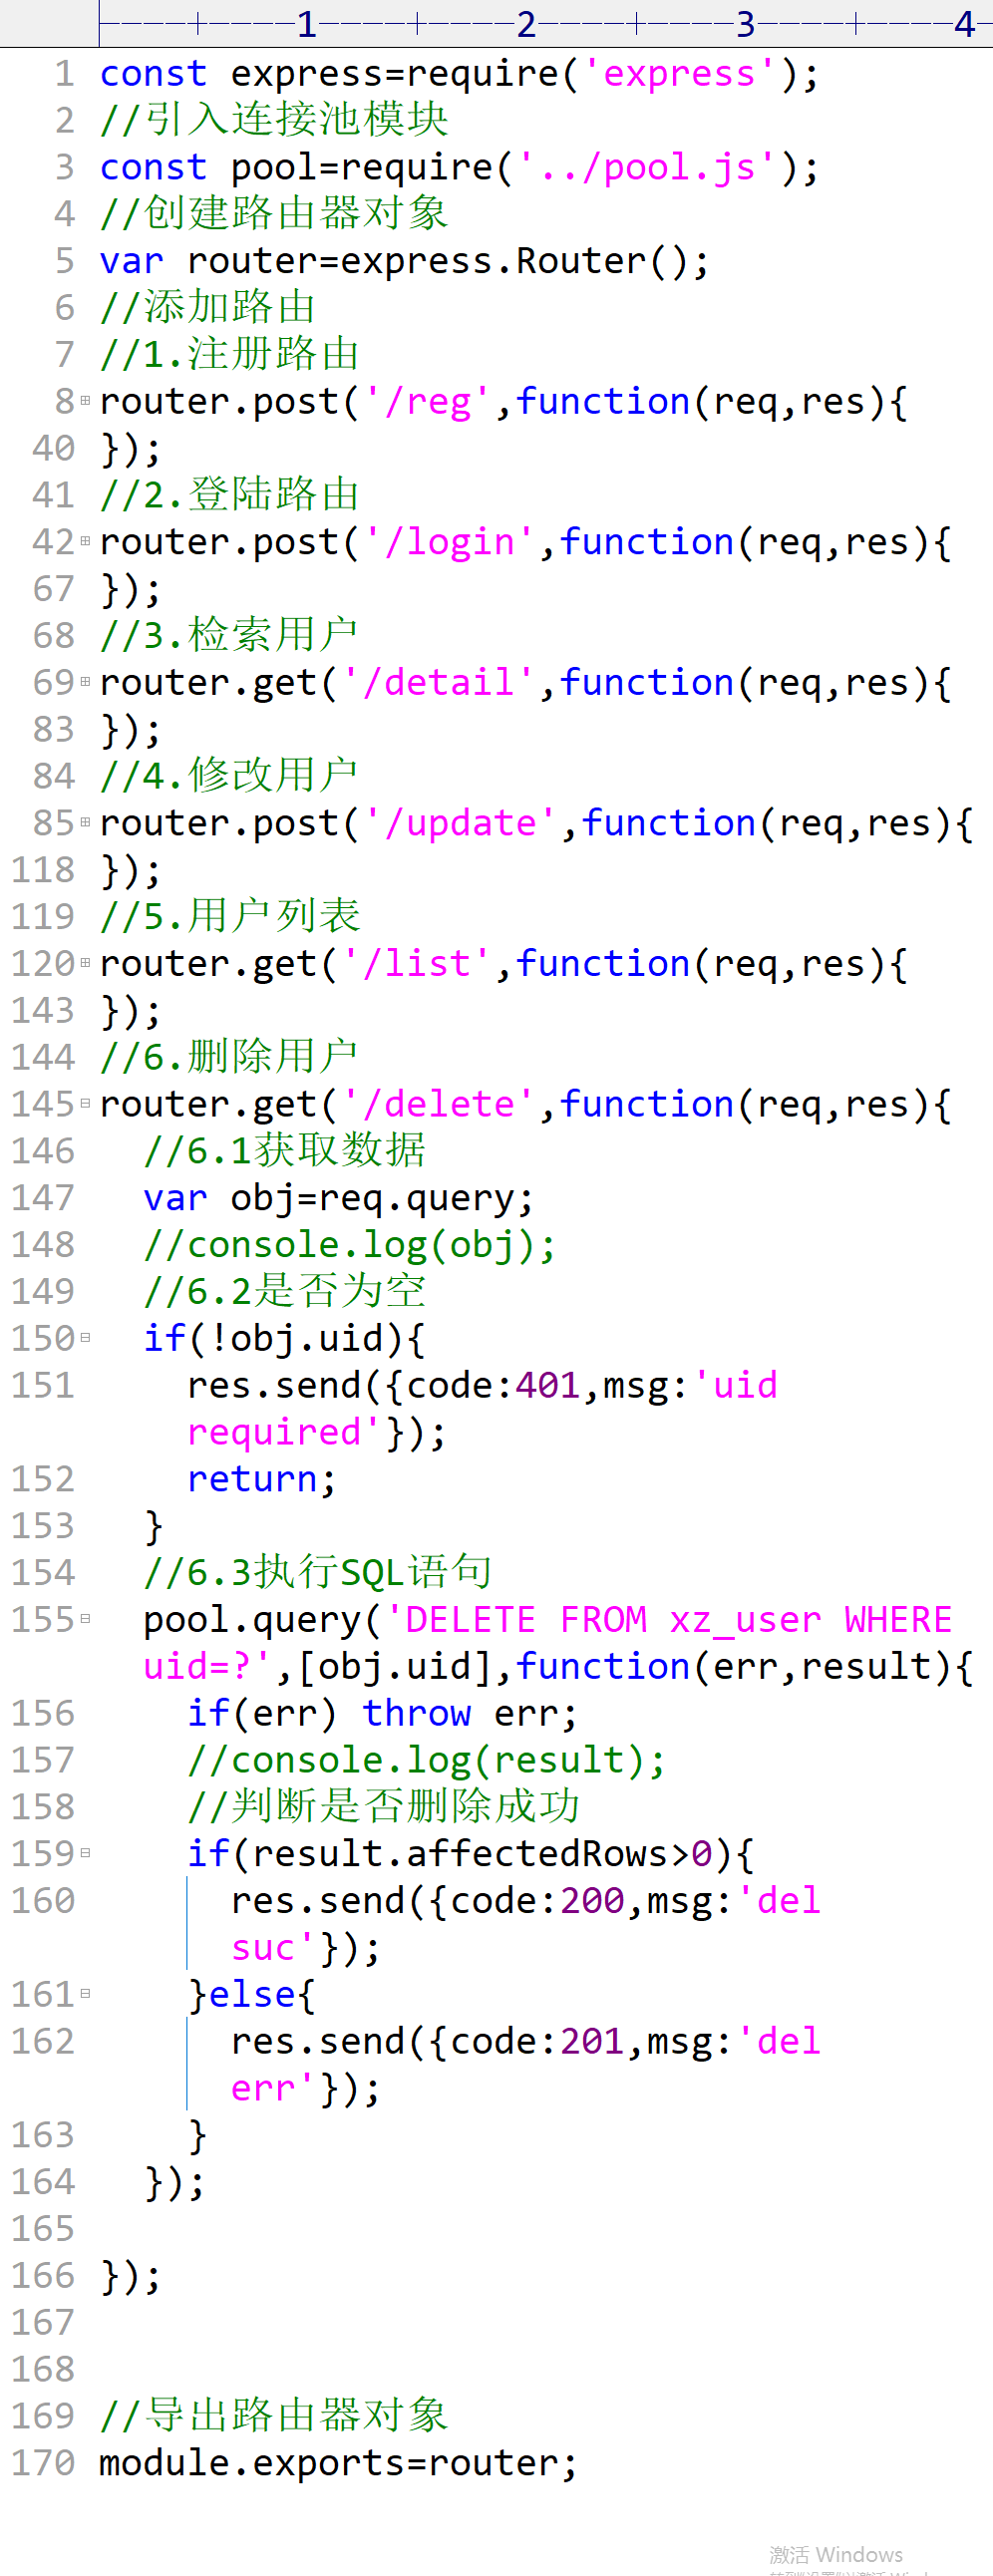 1 2 3 4
1 const express=require('express');
2 //引入连接池模块
3 const pool=require('../pool.js');
4 //创建路由器对象
5 var router=express.Router();
6 //添加路由
7 //1.注册路由
8 router.post('/reg',function(req,res){
40 });
41 //2.登陆路由
42 router.post('/login',function(req,res){
67 });
68 //3.检索用户
69 router.get('/detail',function(req,res){
83 });
84 //4.修改用户
85 router.post('/update',function(req,res){
118 });
119 //5.用户列表
120 router.get('/list',function(req,res){
143 });
144 //6.删除用户
145 router.get('/delete',function(req,res){
146 //6.1获取数据
147 var obj=req.query;
148 //console.log(obj);
149 //6.2是否为空
150 if(!obj.uid){
151 res.send({code:401,msg:'uid
required'});
152 return;
153 }
154 //6.3执行SQL语句
155 pool.query('DELETE FROM xz_user WHERE
uid=?',[obj.uid],function(err,result){
156 if(err) throw err;
157 //console.log(result);
158 //判断是否删除成功
159 if(result.affectedRows>0){
160 res.send({code:200,msg:'del
suc'});
161 }else{
162 res.send({code:201,msg:'del
err'});
163 }
164 });
165
166 });
167
168
169 //导出路由器对象
170 module.exports=router;
激活 Windows